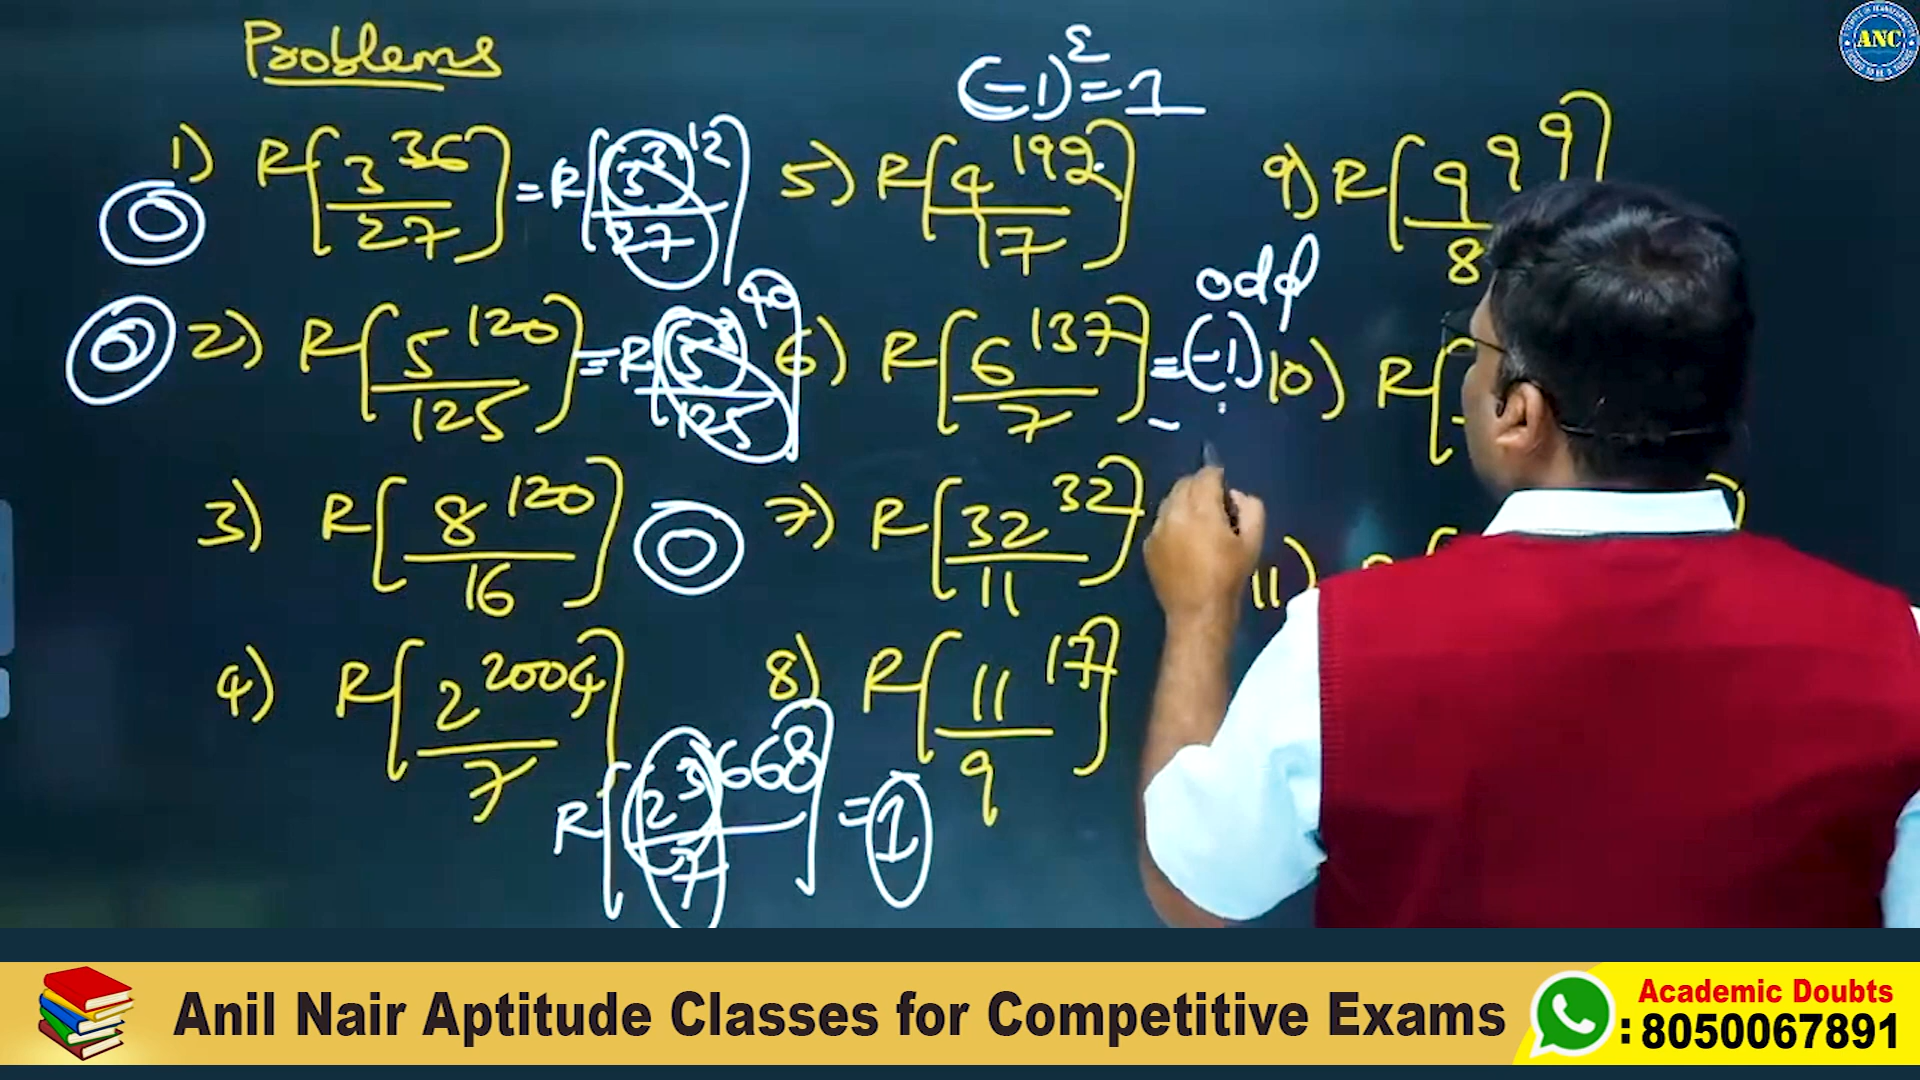 Problems
(-1)^E = 1
1) R[3^36/27] = R[(3^3)^12/27]
0
2) R[5^120/125] = R[(5^3)^40/125]
0
3) R[8^120/16]
0
4) R[2^2004/7]
R[(2^3)^668/7] = 1
5) R[4^192/17]
6) R[6^137/7] = (-1)^odd
7) R[32^32/11]
8) R[11^17/9]
9) R[9^9^9/8
10) R[
11)
ANC
Anil Nair Aptitude Classes for Competitive Exams
Academic Doubts
: 8050067891